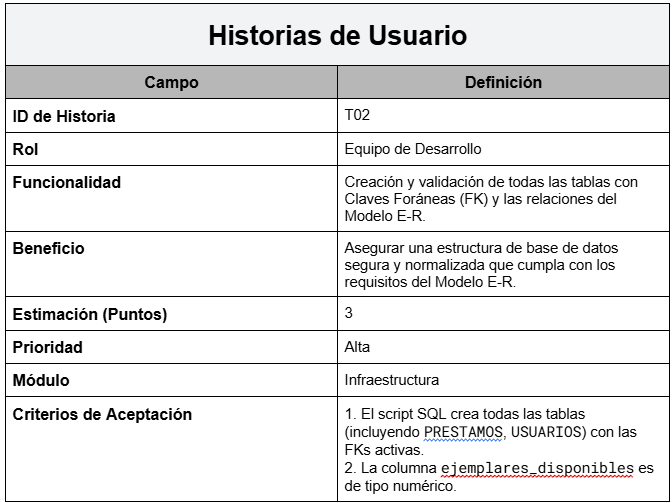 Historias de Usuario
Campo
Definición
ID de Historia
T02
Rol
Equipo de Desarrollo
Funcionalidad
Creación y validación de todas las tablas con
Claves Foráneas (FK) y las relaciones del
Modelo E-R.
Beneficio
Asegurar una estructura de base de datos
segura y normalizada que cumpla con los
requisitos del Modelo E-R.
Estimación (Puntos)
3
Prioridad
Alta
Módulo
Infraestructura
Criterios de Aceptación
1. El script SQL crea todas las tablas
(incluyendo PRESTAMOS, USUARIOS) con las
FKs activas.
2. La columna ejemplares_disponibles es
de tipo numérico.